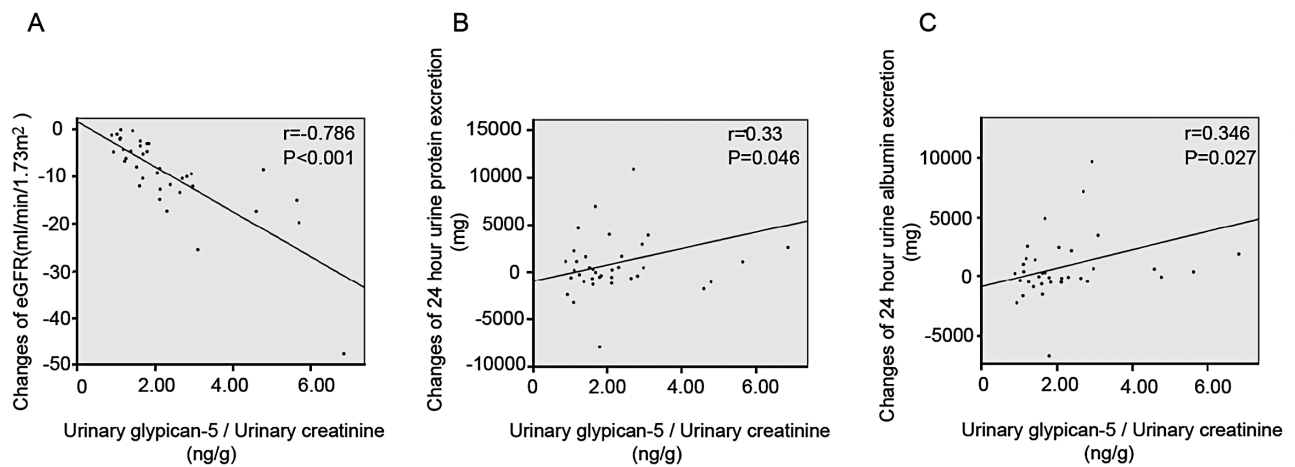 A
B
C
Changes of eGFR(ml/min/1.73m²)
0
-10
-20
-30
-40
-50
r=-0.786
P<0.001
0
2.00
4.00
6.00
Urinary glypican-5 / Urinary creatinine
(ng/g)
Changes of 24 hour urine protein excretion
(mg)
15000
10000
5000
0
-5000
-10000
r=0.33
P=0.046
0
2.00
4.00
6.00
Urinary glypican-5 / Urinary creatinine
(ng/g)
Changes of 24 hour urine albumin excretion
(mg)
10000
5000
0
-5000
r=0.346
P=0.027
0
2.00
4.00
6.00
Urinary glypican-5 / Urinary creatinine
(ng/g)